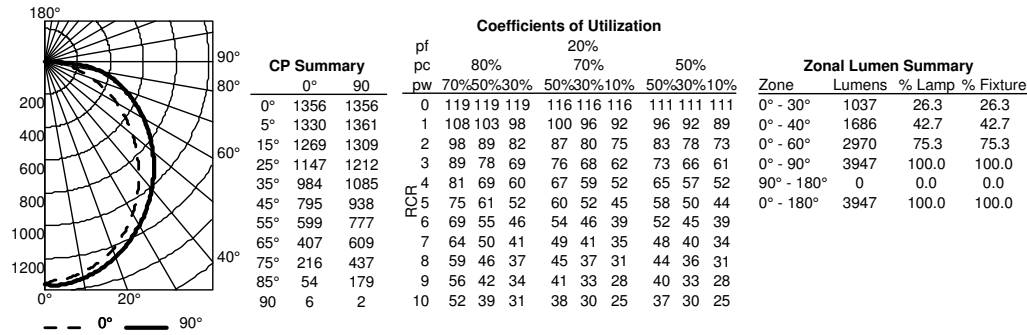 180°
90°
80°
60°
40°
20°
0°
200
400
600
800
1000
1200
0° 90°
CP Summary
0° 90
0° 1356 1356
5° 1330 1361
15° 1269 1309
25° 1147 1212
35° 984 1085
45° 795 938
55° 599 777
65° 407 609
75° 216 437
85° 54 179
90 6 2
Coefficients of Utilization
pf 20%
pc 80% 70% 50%
pw 70%50%30% 50%30%10% 50%30%10%
RCR
0 119 119 119 116 116 116 111 111 111
1 108 103 98 100 96 92 96 92 89
2 98 89 82 87 80 75 83 78 73
3 89 78 69 76 68 62 73 66 61
4 81 69 60 67 59 52 65 57 52
5 75 61 52 60 52 45 58 50 44
6 69 55 46 54 46 39 52 45 39
7 64 50 41 49 41 35 48 40 34
8 59 46 37 45 37 31 44 36 31
9 56 42 34 41 33 28 40 33 28
10 52 39 31 38 30 25 37 30 25
Zonal Lumen Summary
Zone Lumens % Lamp % Fixture
0° - 30° 1037 26.3 26.3
0° - 40° 1686 42.7 42.7
0° - 60° 2970 75.3 75.3
0° - 90° 3947 100.0 100.0
90° - 180° 0 0.0 0.0
0° - 180° 3947 100.0 100.0